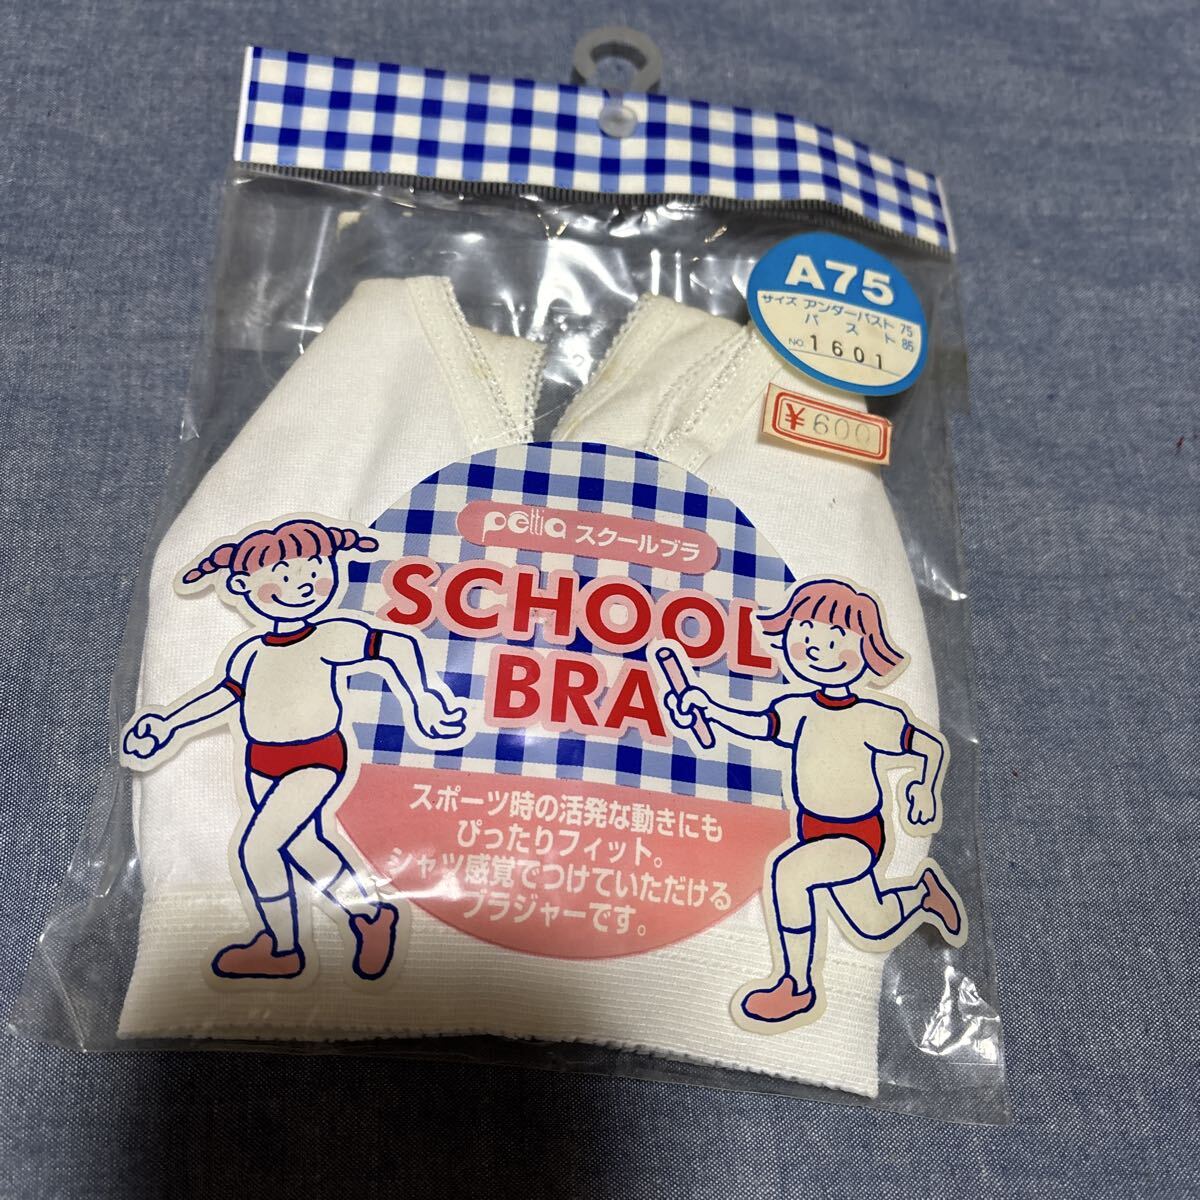 A75
サイズ アンダーバスト 75
バスト 85
NO. 1601
¥600
pettia スクールブラ
SCHOOL
BRA
スポーツ時の活発な動きにも
ぴったりフィット。
シャツ感覚でつけていただける
ブラジャーです。